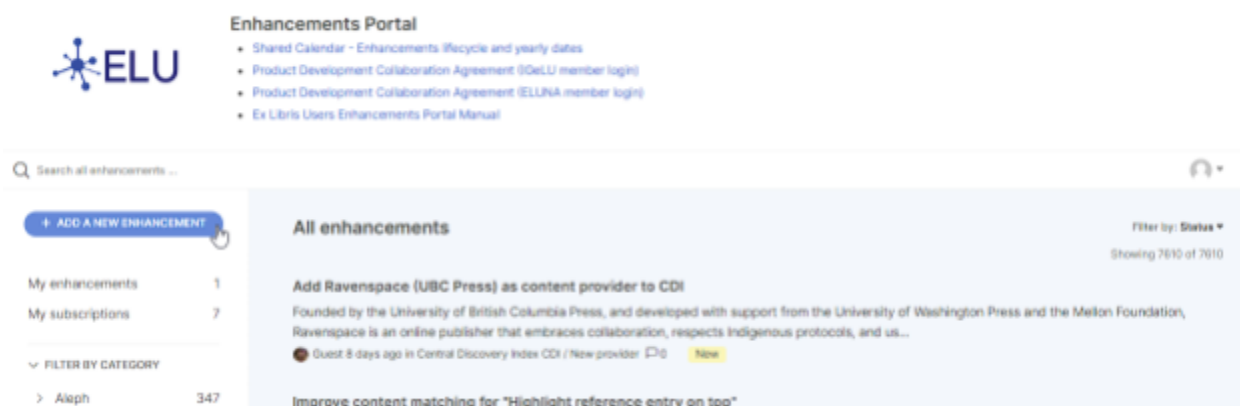 ELU
Enhancements Portal
Shared Calendar - Enhancements lifecycle and yearly dates
Product Development Collaboration Agreement (IGeLU member login)
Product Development Collaboration Agreement (ELUNA member login)
Ex Libris Users Enhancements Portal Manual
Search all enhancements ...
+ ADD A NEW ENHANCEMENT
My enhancements 1
My subscriptions 7
FILTER BY CATEGORY
> Aleph 347
All enhancements
Filter by: Status
Showing 7610 of 7610
Add Ravenspace (UBC Press) as content provider to CDI
Founded by the University of British Columbia Press, and developed with support from the University of Washington Press and the Mellon Foundation,
Ravenspace is an online publisher that embraces collaboration, respects Indigenous protocols, and us...
Guest 8 days ago in Central Discovery Index CDI / New provider 0 New
Improve content matching for "Highlight reference entry on top"